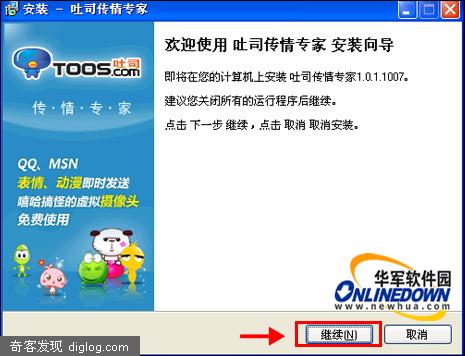 安装 - 吐司传情专家
TOOS.com 吐司
传·情·专·家
QQ、MSN
表情、动漫即时发送
嘻哈搞怪的虚拟摄像头
免费使用
欢迎使用 吐司传情专家 安装向导
即将在您的计算机上安装 吐司传情专家1.0.1.1007。
建议您关闭所有的运行程序后继续。
点击 下一步 继续，点击 取消 取消安装。
华军软件园
ONLINEDOWN
www.newhua.com
继续(N)
取消
奇客发现 | diglog.com